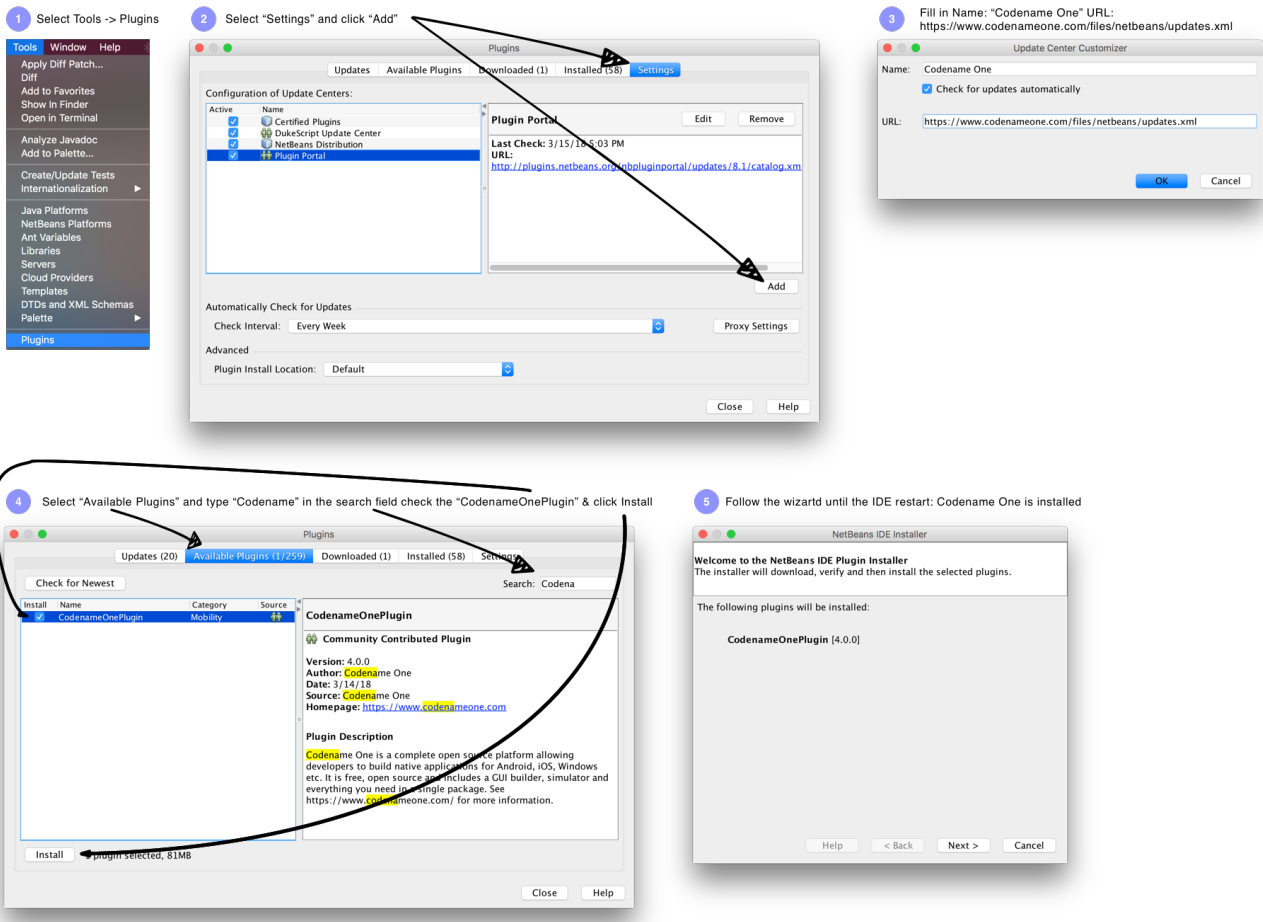 1 Select Tools -> Plugins
Tools Window Help
Apply Diff Patch...
Diff
Add to Favorites
Show In Finder
Open in Terminal
Analyze Javadoc
Add to Palette...
Create/Update Tests
Internationalization
Java Platforms
NetBeans Platforms
Ant Variables
Libraries
Servers
Cloud Providers
Templates
DTDs and XML Schemas
Palette
Plugins
2 Select “Settings” and click “Add”
Plugins
Updates Available Plugins Downloaded (1) Installed (58) Settings
Configuration of Update Centers:
Active Name
Certified Plugins
DukeScript Update Center
NetBeans Distribution
Plugin Portal
Plugin Portal Edit Remove
Last Check: 3/15/18 5:03 PM
URL:
http://plugins.netbeans.org/nbpluginportal/updates/8.1/catalog.xm
Add
Automatically Check for Updates
Check Interval: Every Week Proxy Settings
Advanced
Plugin Install Location: Default
Close Help
3 Fill in Name: “Codename One” URL:
https://www.codenameone.com/files/netbeans/updates.xml
Update Center Customizer
Name: Codename One
Check for updates automatically
URL: https://www.codenameone.com/files/netbeans/updates.xml
OK Cancel
4 Select “Available Plugins” and type “Codename” in the search field check the “CodenameOnePlugin” & click Install
Plugins
Updates (20) Available Plugins (1/259) Downloaded (1) Installed (58) Settings
Check for Newest Search: Codena
Install Name Category Source
CodenameOnePlugin Mobility
CodenameOnePlugin
Community Contributed Plugin
Version: 4.0.0
Author: Codename One
Date: 3/14/18
Source: Codename One
Homepage: https://www.codenameone.com
Plugin Description
Codename One is a complete open source platform allowing
developers to build native applications for Android, iOS, Windows
etc. It is free, open source and includes a GUI builder, simulator and
everything you need in a single package. See
https://www.codenameone.com/ for more information.
Install plugin selected, 81MB
Close Help
5 Follow the wizartd until the IDE restart: Codename One is installed
NetBeans IDE Installer
Welcome to the NetBeans IDE Plugin Installer
The installer will download, verify and then install the selected plugins.
The following plugins will be installed:
CodenameOnePlugin [4.0.0]
Help < Back Next > Cancel